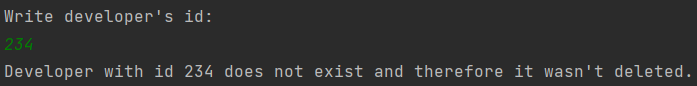 Write developer's id:
234
Developer with id 234 does not exist and therefore it wasn't deleted.